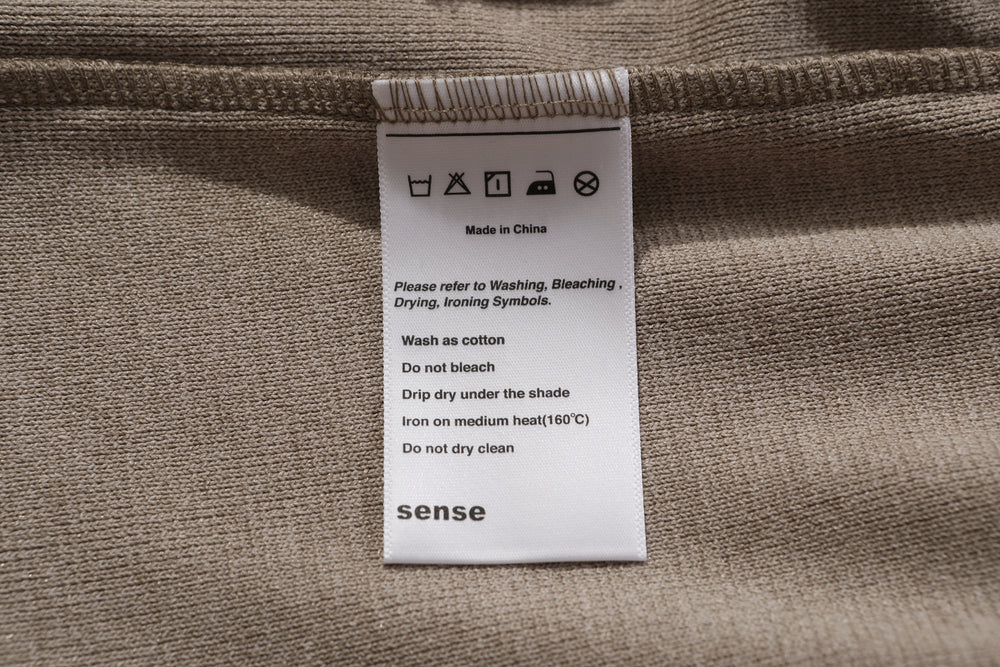 Made in China
Please refer to Washing, Bleaching ,
Drying, Ironing Symbols.
Wash as cotton
Do not bleach
Drip dry under the shade
Iron on medium heat(160℃)
Do not dry clean
sense